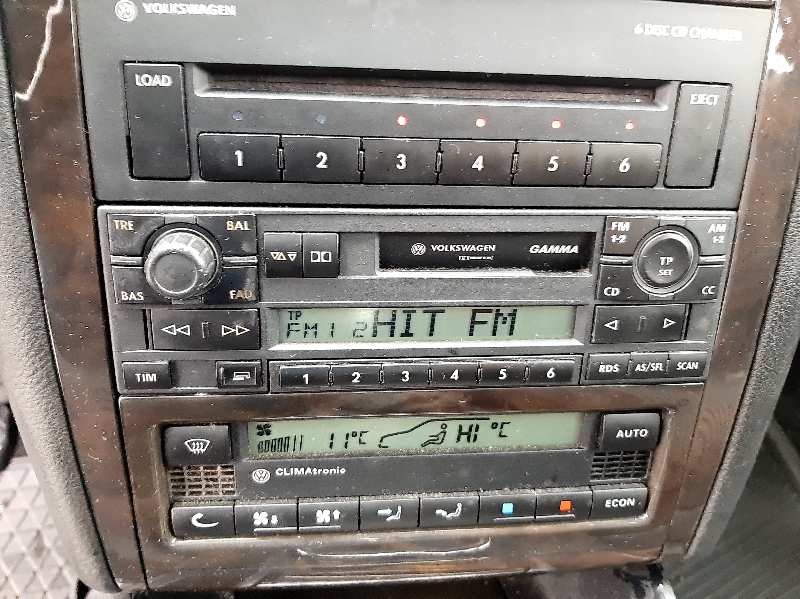 VOLKSWAGEN 6 DISC CD CHANGER
LOAD EJECT
1 2 3 4 5 6
TRE BAL
BAS FAD
VOLKSWAGEN GAMMA
FM 1-2 AM 1-2
TP SET
CD CC
TP
FM1 2 HIT FM
TIM 1 2 3 4 5 6 RDS AS/SFL SCAN
11°C HI °C
AUTO
CLIMAtronic
ECON